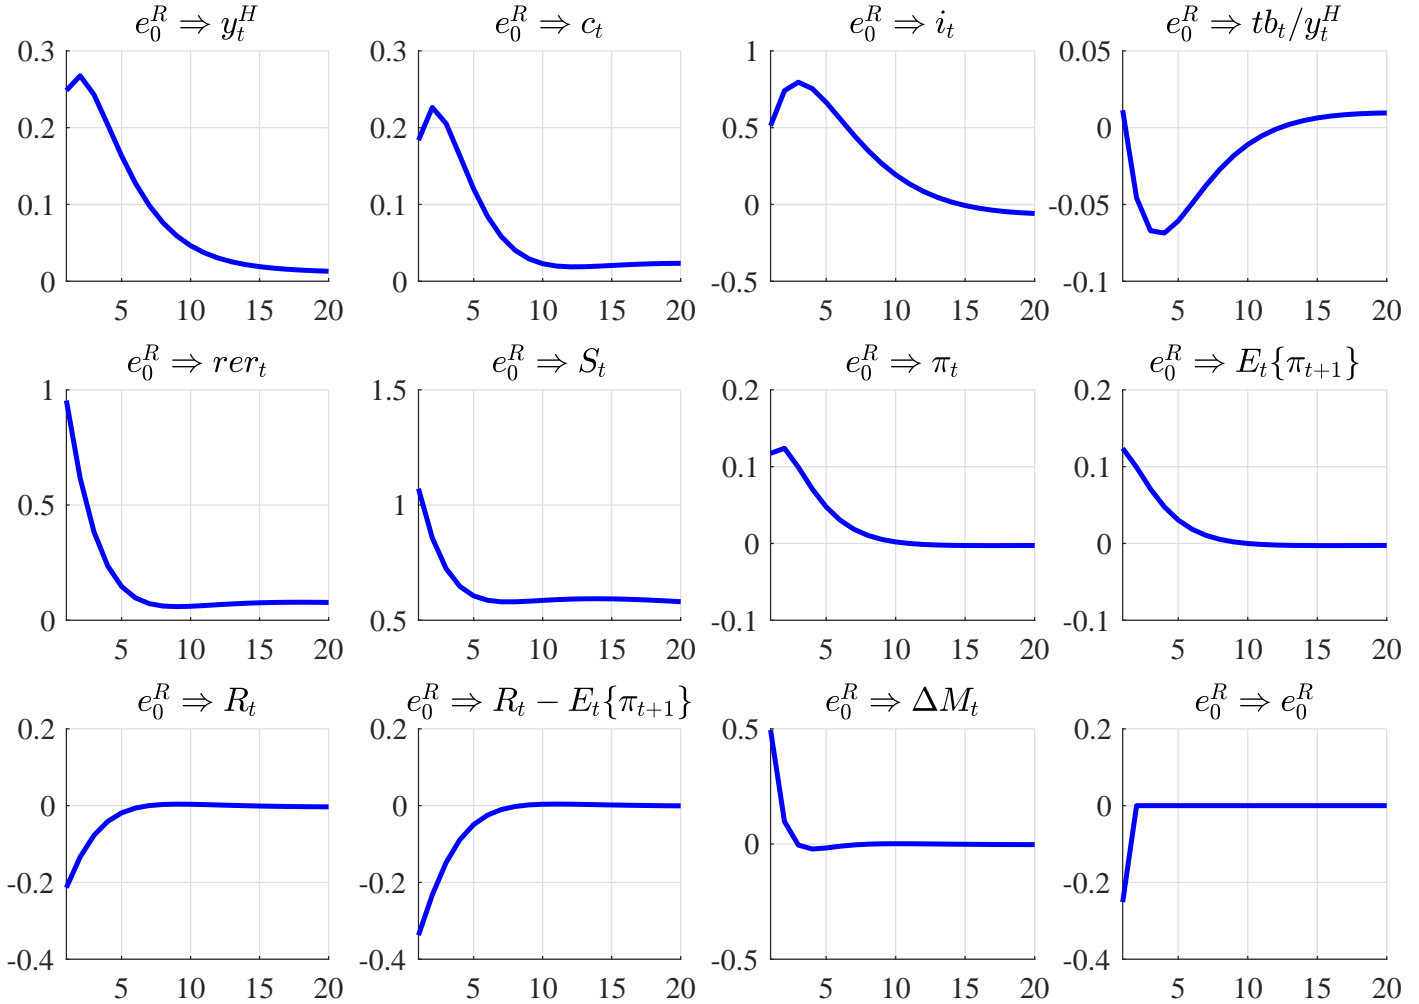 e_0^R ⇒ y_t^H
e_0^R ⇒ c_t
e_0^R ⇒ i_t
e_0^R ⇒ tb_t/y_t^H
0.3
0.2
0.1
0
5 10 15 20
0.3
0.2
0.1
0
5 10 15 20
1
0.5
0
-0.5
5 10 15 20
0.05
0
-0.05
-0.1
5 10 15 20
e_0^R ⇒ rer_t
e_0^R ⇒ S_t
e_0^R ⇒ π_t
e_0^R ⇒ E_t{π_{t+1}}
1
0.5
0
5 10 15 20
1.5
1
0.5
5 10 15 20
0.2
0.1
0
-0.1
5 10 15 20
0.2
0.1
0
-0.1
5 10 15 20
e_0^R ⇒ R_t
e_0^R ⇒ R_t − E_t{π_{t+1}}
e_0^R ⇒ ΔM_t
e_0^R ⇒ e_0^R
0.2
0
-0.2
-0.4
5 10 15 20
0.2
0
-0.2
-0.4
5 10 15 20
0.5
0
-0.5
5 10 15 20
0.2
0
-0.2
-0.4
5 10 15 20